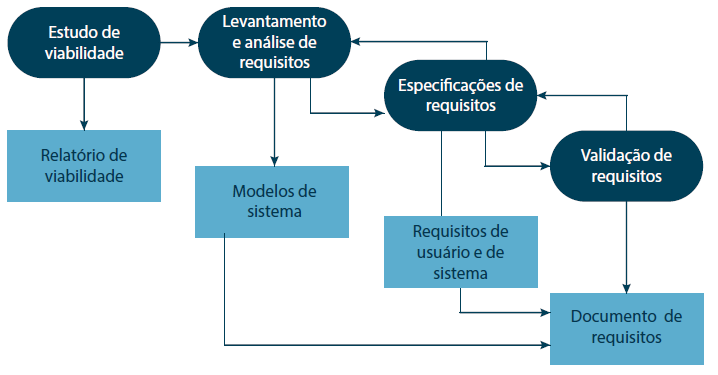 Estudo de
viabilidade
Levantamento
e análise de
requisitos
Especificações de
requisitos
Validação de
requisitos
Relatório de
viabilidade
Modelos de
sistema
Requisitos de
usuário e de
sistema
Documento de
requisitos